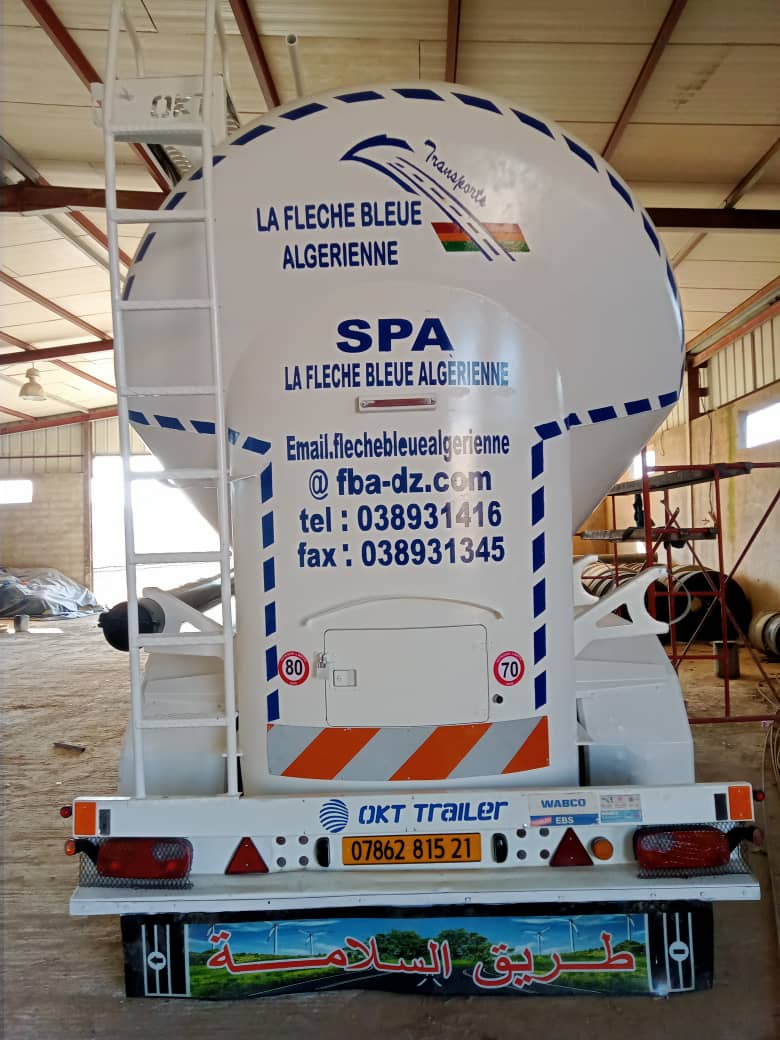 OKT
Transporte
LA FLECHE BLEUE
ALGERIENNE
SPA
LA FLECHE BLEUE ALGÈRIENNE
Email.flechebleuealgerienne
@ fba-dz.com
tel : 038931416
fax : 038931345
80
70
OKT TRAILER
WABCO
EBS
07862 815 21
طريق السلامة